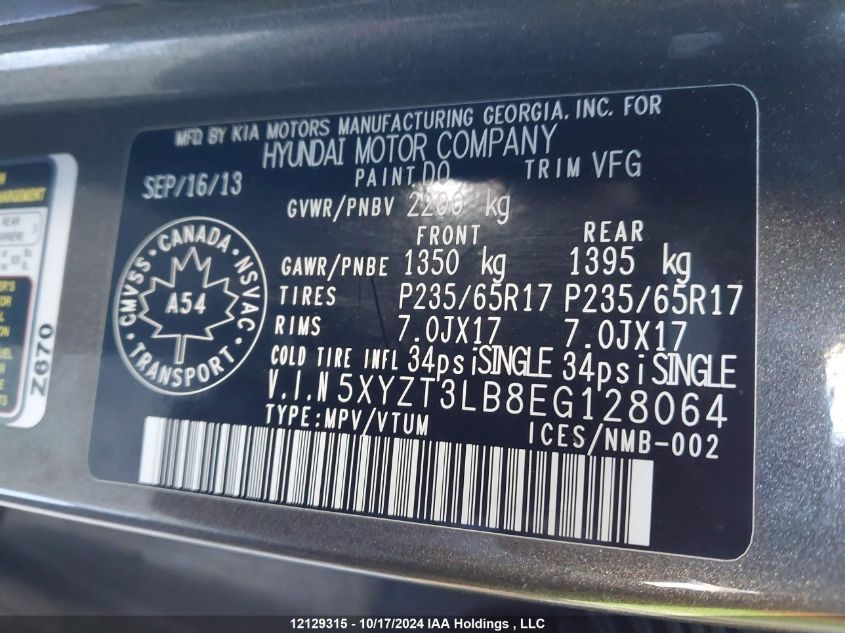 MFD BY KIA MOTORS MANUFACTURING GEORGIA, INC. FOR
HYUNDAI MOTOR COMPANY
SEP/16/13 PAINT DO TRIM VFG
GVWR/PNBV 2200 kg
FRONT REAR
GAWR/PNBE 1350 kg 1395 kg
TIRES P235/65R17 P235/65R17
RIMS 7.0JX17 7.0JX17
COLD TIRE INFL 34psiSINGLE 34psiSINGLE
V.I.N 5XYZT3LB8EG128064
TYPE:MPV/VTUM ICES/NMB-002
CANADA
CMVSS NSVAC
A54
TRANSPORT
REAR
Z670
12129315 - 10/17/2024 IAA Holdings , LLC